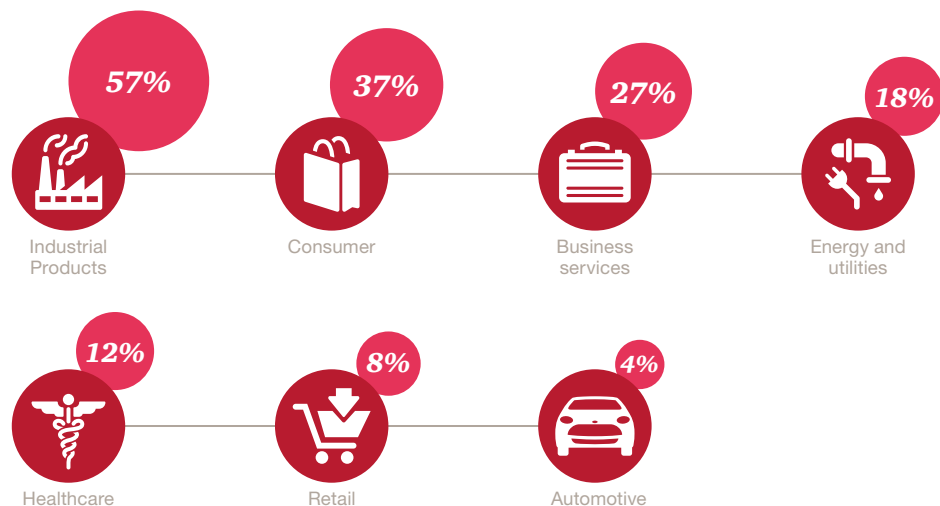 57%
37%
27%
18%
Industrial
Products
Consumer
Business
services
Energy and
utilities
12%
8%
4%
Healthcare
Retail
Automotive